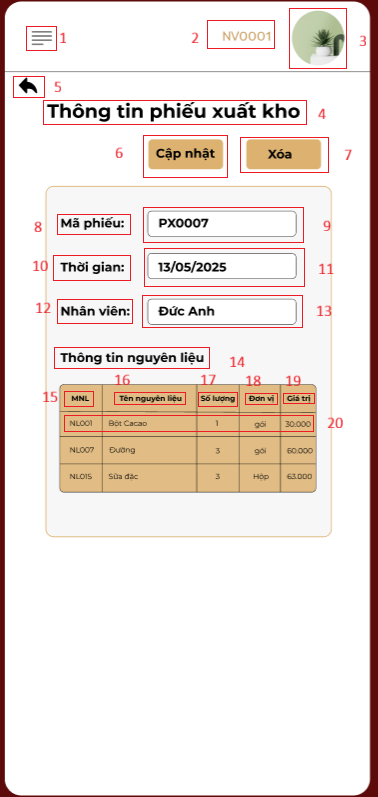 1 2 NV0001 3
5
Thông tin phiếu xuất kho 4
6 Cập nhật Xóa 7
8 Mã phiếu: PX0007 9
10 Thời gian: 13/05/2025 11
12 Nhân viên: Đức Anh 13
Thông tin nguyên liệu 14
16 17 18 19
15 MNL Tên nguyên liệu Số lượng Đơn vị Giá trị
NL001 Bột Cacao 1 gói 30.000 20
NL007 Đường 3 gói 60.000
NL015 Sữa đặc 3 Hộp 63.000